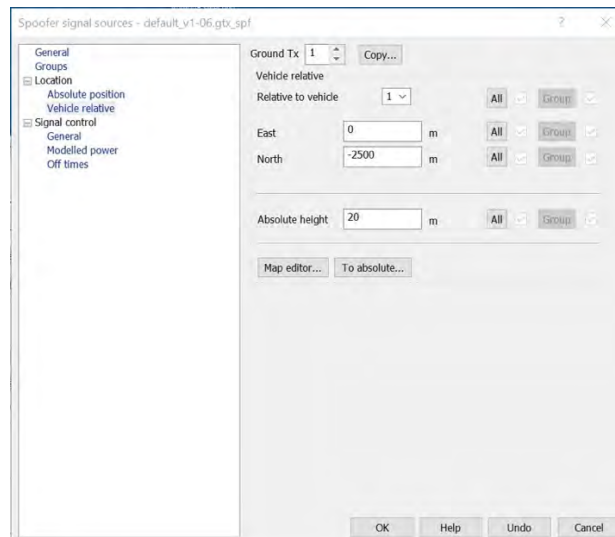 Spoofer signal sources - default_v1-06.gtx_spf ? ×
General
Groups
Location
Absolute position
Vehicle relative
Signal control
General
Modelled power
Off times
Ground Tx 1 Copy...
Vehicle relative
Relative to vehicle 1 All Group
East 0 m All Group
North -2500 m All Group
Absolute height 20 m All Group
Map editor... To absolute...
OK Help Undo Cancel